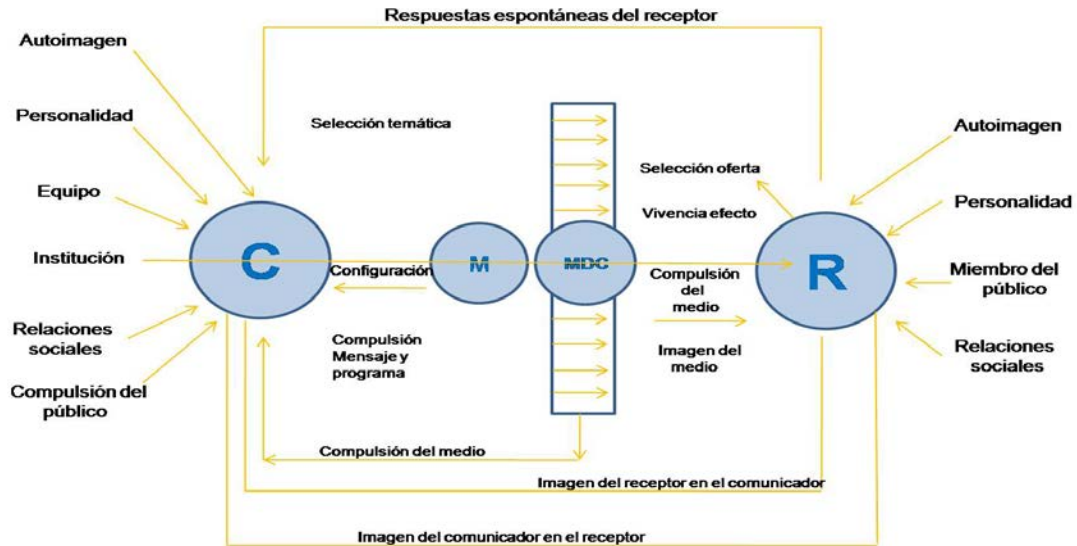 Respuestas espontáneas del receptor
Autoimagen
Personalidad
Equipo
Institución
Relaciones
sociales
Compulsión del
público
C
Selección temática
Configuración
Compulsión
Mensaje y
programa
M
MDC
Selección oferta
Vivencia efecto
Compulsión
del
medio
Imagen del
medio
R
Autoimagen
Personalidad
Miembro del
público
Relaciones
sociales
Compulsión del medio
Imagen del receptor en el comunicador
Imagen del comunicador en el receptor